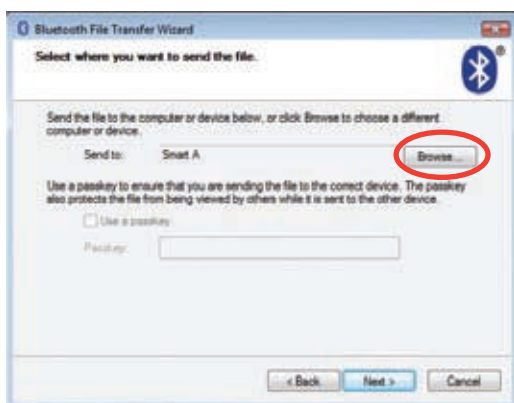 Bluetooth File Transfer Wizard
Select where you want to send the file.
Send the file to the computer or device below, or click Browse to choose a different
computer or device.
Send to: Smart A Browse...
Use a passkey to ensure that you are sending the file to the correct device. The passkey
also protects the file from being viewed by others while it is sent to the other device.
Use a passkey
Passkey:
< Back Next > Cancel